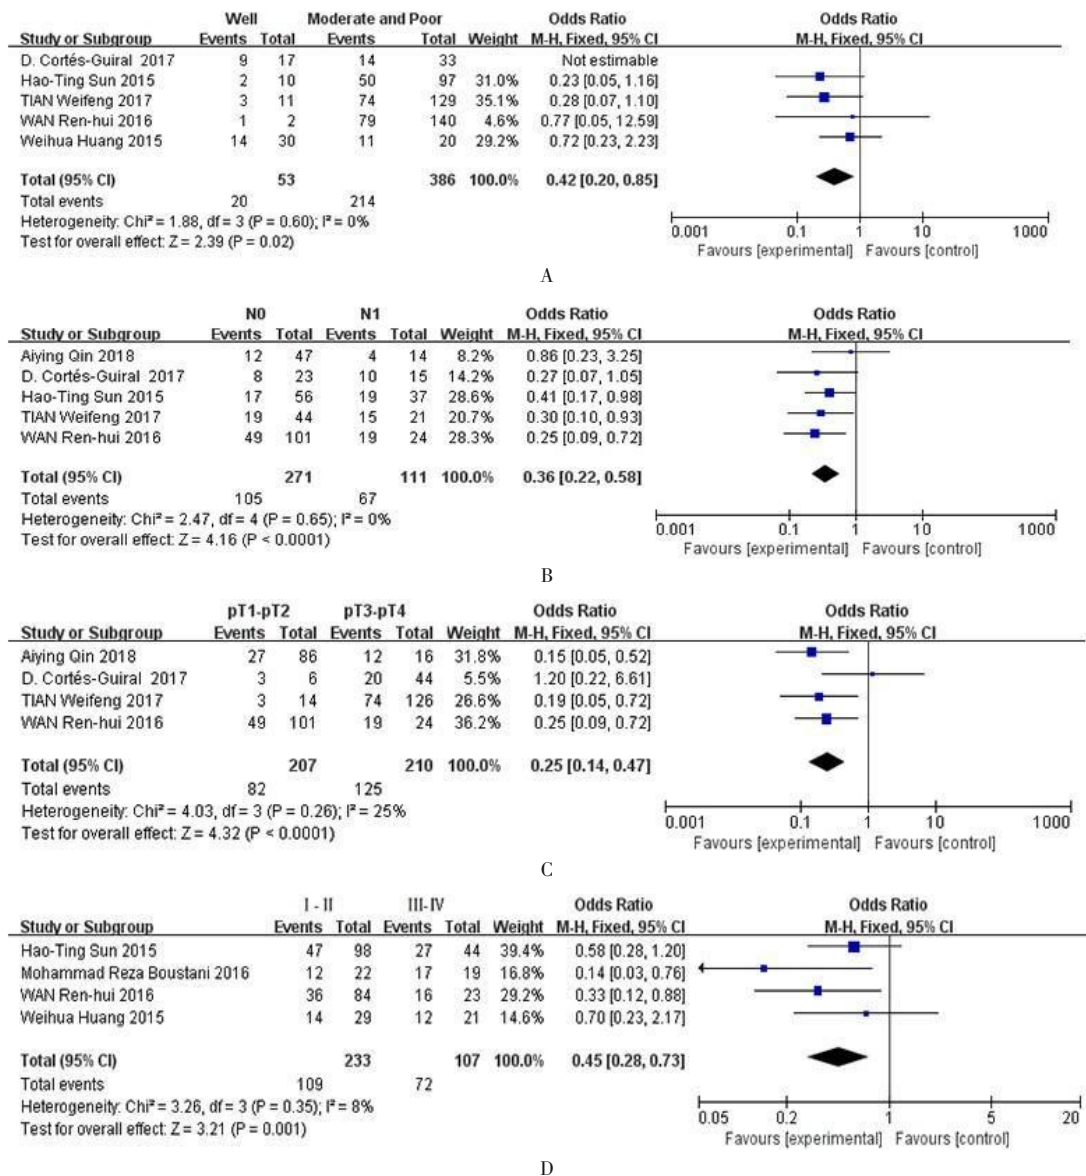 Well Moderate and Poor Odds Ratio Odds Ratio
Study or Subgroup Events Total Events Total Weight M-H, Fixed, 95% CI M-H, Fixed, 95% CI
D. Cortés-Guiral 2017 9 17 14 33 Not estimable
Hao-Ting Sun 2015 2 10 50 97 31.0% 0.23 [0.05, 1.16]
TIAN Weifeng 2017 3 11 74 129 35.1% 0.28 [0.07, 1.10]
WAN Ren-hui 2016 1 2 79 140 4.6% 0.77 [0.05, 12.59]
Weihua Huang 2015 14 30 11 20 29.2% 0.72 [0.23, 2.23]
Total (95% CI) 53 386 100.0% 0.42 [0.20, 0.85]
Total events 20 214
Heterogeneity: Chi² = 1.88, df = 3 (P = 0.60); I² = 0%
Test for overall effect: Z = 2.39 (P = 0.02)
0.001 0.1 1 10 1000
Favours [experimental] Favours [control]
A
N0 N1 Odds Ratio Odds Ratio
Study or Subgroup Events Total Events Total Weight M-H, Fixed, 95% CI M-H, Fixed, 95% CI
Aiying Qin 2018 12 47 4 14 8.2% 0.86 [0.23, 3.25]
D. Cortés-Guiral 2017 8 23 10 15 14.2% 0.27 [0.07, 1.05]
Hao-Ting Sun 2015 17 56 19 37 28.6% 0.41 [0.17, 0.98]
TIAN Weifeng 2017 19 44 15 21 20.7% 0.30 [0.10, 0.93]
WAN Ren-hui 2016 49 101 19 24 28.3% 0.25 [0.09, 0.72]
Total (95% CI) 271 111 100.0% 0.36 [0.22, 0.58]
Total events 105 67
Heterogeneity: Chi² = 2.47, df = 4 (P = 0.65); I² = 0%
Test for overall effect: Z = 4.16 (P < 0.0001)
0.001 0.1 1 10 1000
Favours [experimental] Favours [control]
B
pT1-pT2 pT3-pT4 Odds Ratio Odds Ratio
Study or Subgroup Events Total Events Total Weight M-H, Fixed, 95% CI M-H, Fixed, 95% CI
Aiying Qin 2018 27 86 12 16 31.8% 0.15 [0.05, 0.52]
D. Cortés-Guiral 2017 3 6 20 44 5.5% 1.20 [0.22, 6.61]
TIAN Weifeng 2017 3 14 74 126 26.6% 0.19 [0.05, 0.72]
WAN Ren-hui 2016 49 101 19 24 36.2% 0.25 [0.09, 0.72]
Total (95% CI) 207 210 100.0% 0.25 [0.14, 0.47]
Total events 82 125
Heterogeneity: Chi² = 4.03, df = 3 (P = 0.26); I² = 25%
Test for overall effect: Z = 4.32 (P < 0.0001)
0.001 0.1 1 10 1000
Favours [experimental] Favours [control]
C
I - II III-IV Odds Ratio Odds Ratio
Study or Subgroup Events Total Events Total Weight M-H, Fixed, 95% CI M-H, Fixed, 95% CI
Hao-Ting Sun 2015 47 98 27 44 39.4% 0.58 [0.28, 1.20]
Mohammad Reza Boustani 2016 12 22 17 19 16.8% 0.14 [0.03, 0.76]
WAN Ren-hui 2016 36 84 16 23 29.2% 0.33 [0.12, 0.88]
Weihua Huang 2015 14 29 12 21 14.6% 0.70 [0.23, 2.17]
Total (95% CI) 233 107 100.0% 0.45 [0.28, 0.73]
Total events 109 72
Heterogeneity: Chi² = 3.26, df = 3 (P = 0.35); I² = 8%
Test for overall effect: Z = 3.21 (P = 0.001)
0.05 0.2 1 5 20
Favours [experimental] Favours [control]
D